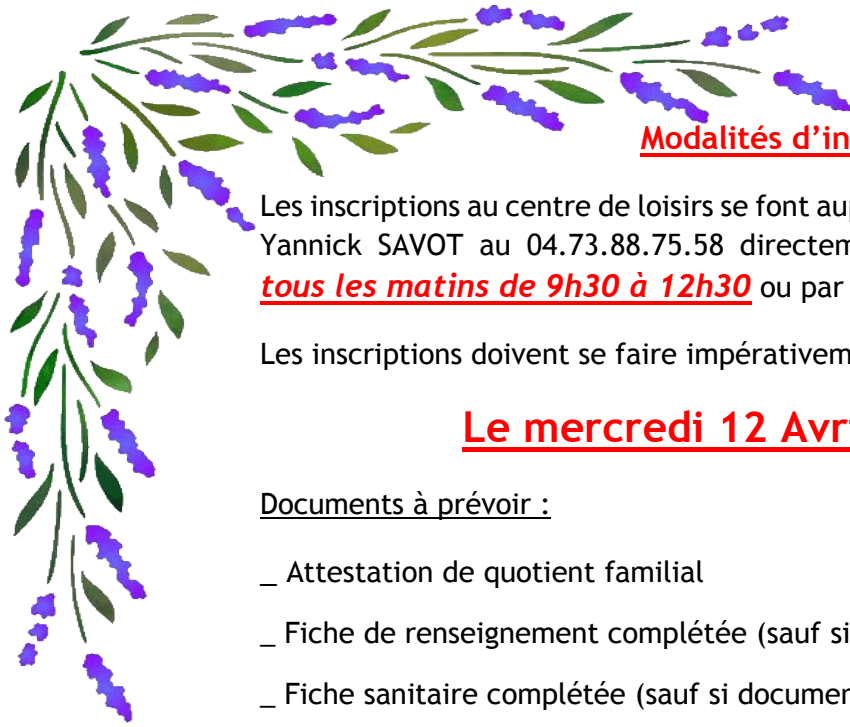 Modalités d'in
Les inscriptions au centre de loisirs se font au
Yannick SAVOT au 04.73.88.75.58 directem
tous les matins de 9h30 à 12h30 ou par
Les inscriptions doivent se faire impérativem
Le mercredi 12 Avr
Documents à prévoir :
_ Attestation de quotient familial
_ Fiche de renseignement complétée (sauf si
_ Fiche sanitaire complétée (sauf si documen